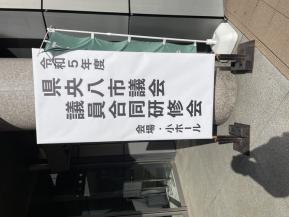 令和5年度
県央八市議会
議員合同研修会
会場・小ホール